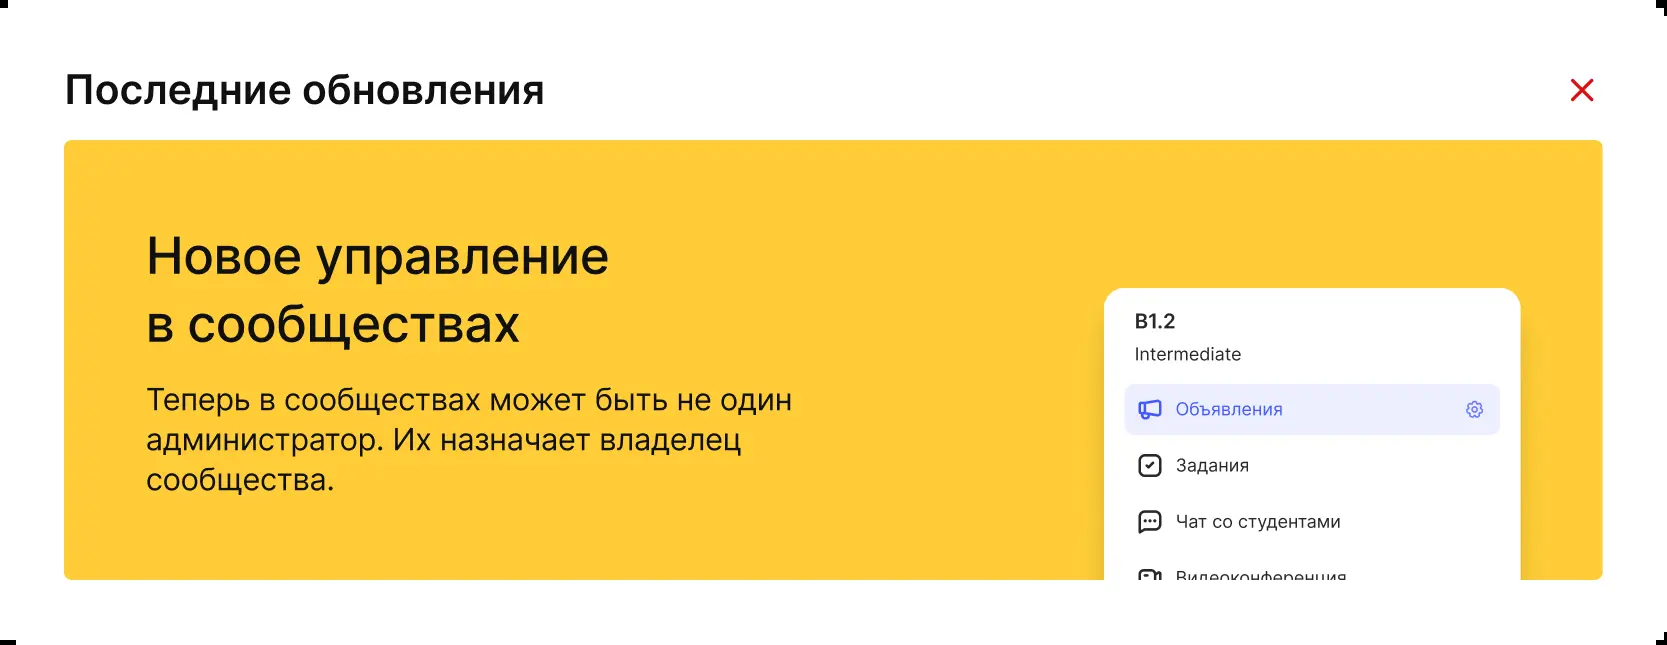 Последние обновления
Новое управление
в сообществах
Теперь в сообществах может быть не один
администратор. Их назначает владелец
сообщества.
B1.2
Intermediate
Объявления
Задания
Чат со студентами
Видеоконференция